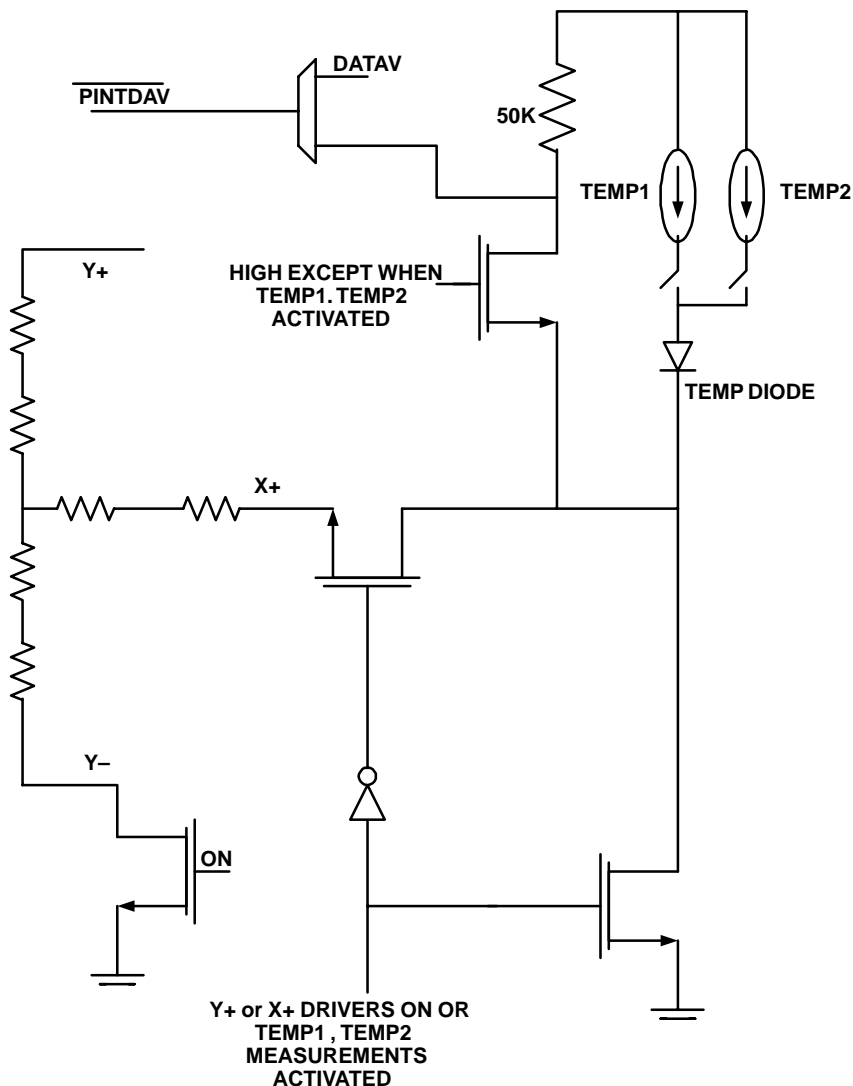 PINTDAV
DATAV
50K
TEMP1
TEMP2
Y+
HIGH EXCEPT WHEN
TEMP1. TEMP2
ACTIVATED
TEMP DIODE
X+
Y–
ON
Y+ or X+ DRIVERS ON OR
TEMP1 , TEMP2
MEASUREMENTS
ACTIVATED